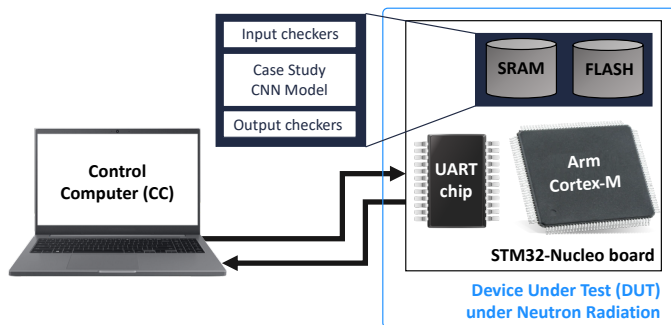 Input checkers
Case Study
CNN Model
Output checkers
SRAM
FLASH
Control
Computer (CC)
UART
chip
Arm
Cortex-M
STM32-Nucleo board
Device Under Test (DUT)
under Neutron Radiation